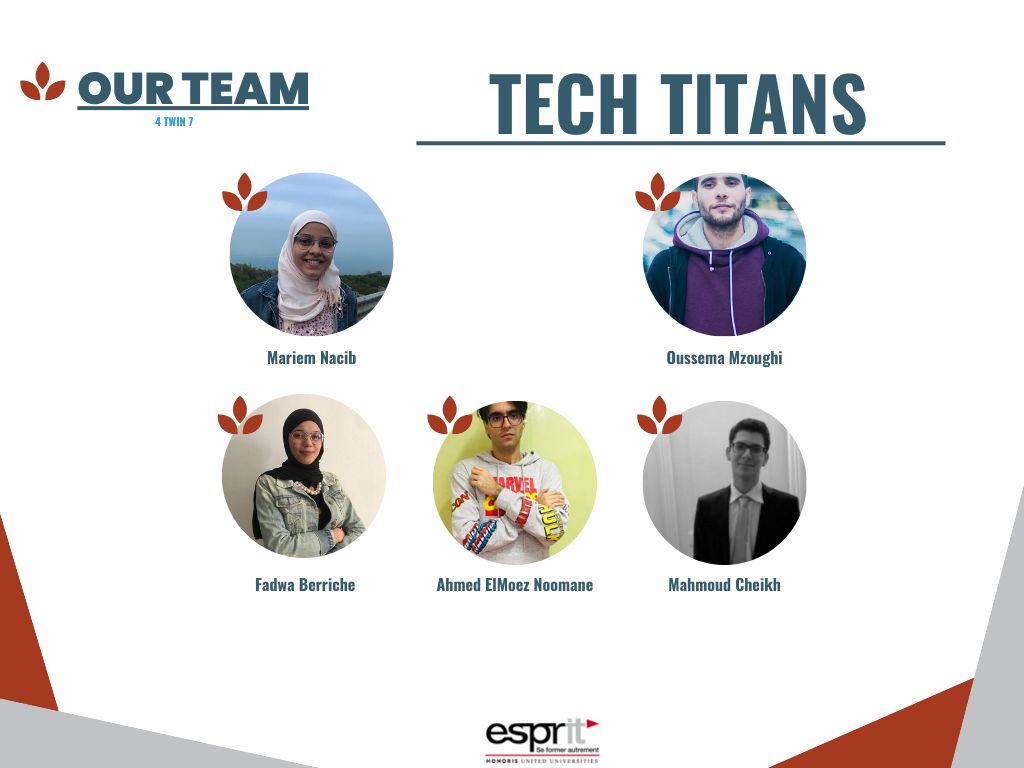 OUR TEAM
4 TWIN 7
TECH TITANS
Mariem Nacib
Oussema Mzoughi
MARVEL
Fadwa Berriche
Ahmed ElMoez Noomane
Mahmoud Cheikh
esprit
Se former autrement
HONORIS UNITED UNIVERSITIES